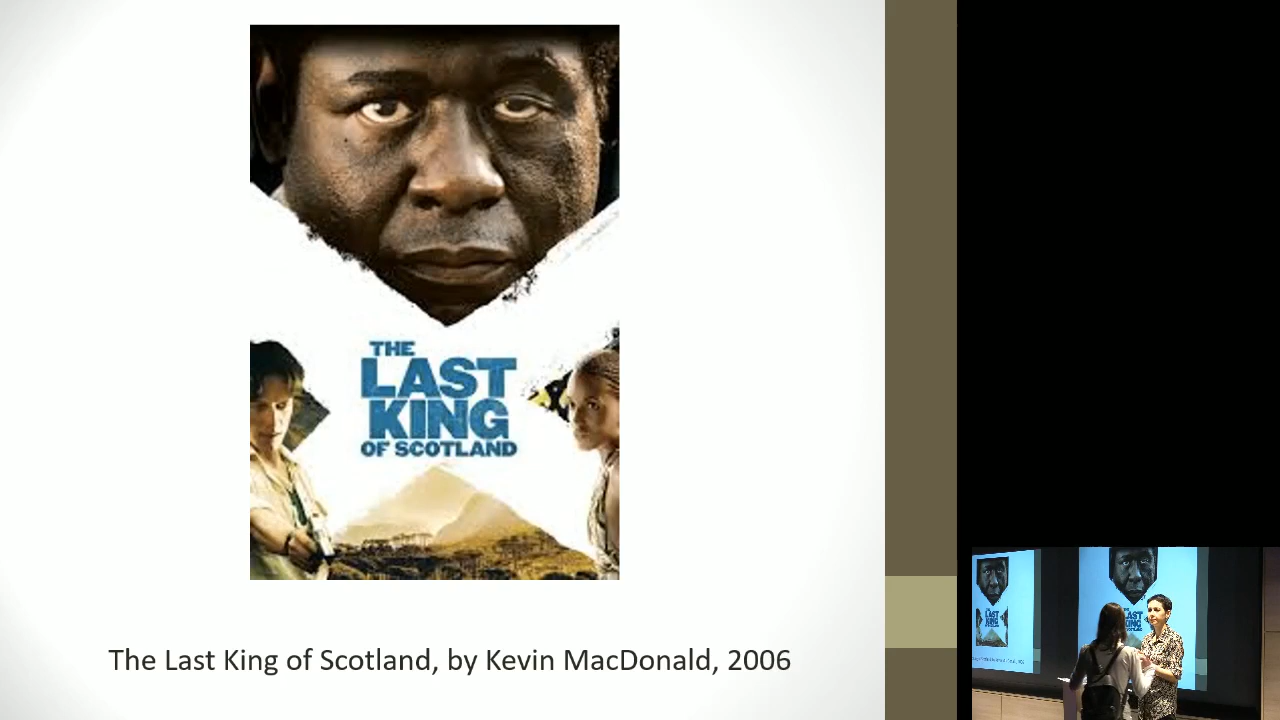 THE
LAST
KING
OF SCOTLAND
The Last King of Scotland, by Kevin MacDonald, 2006